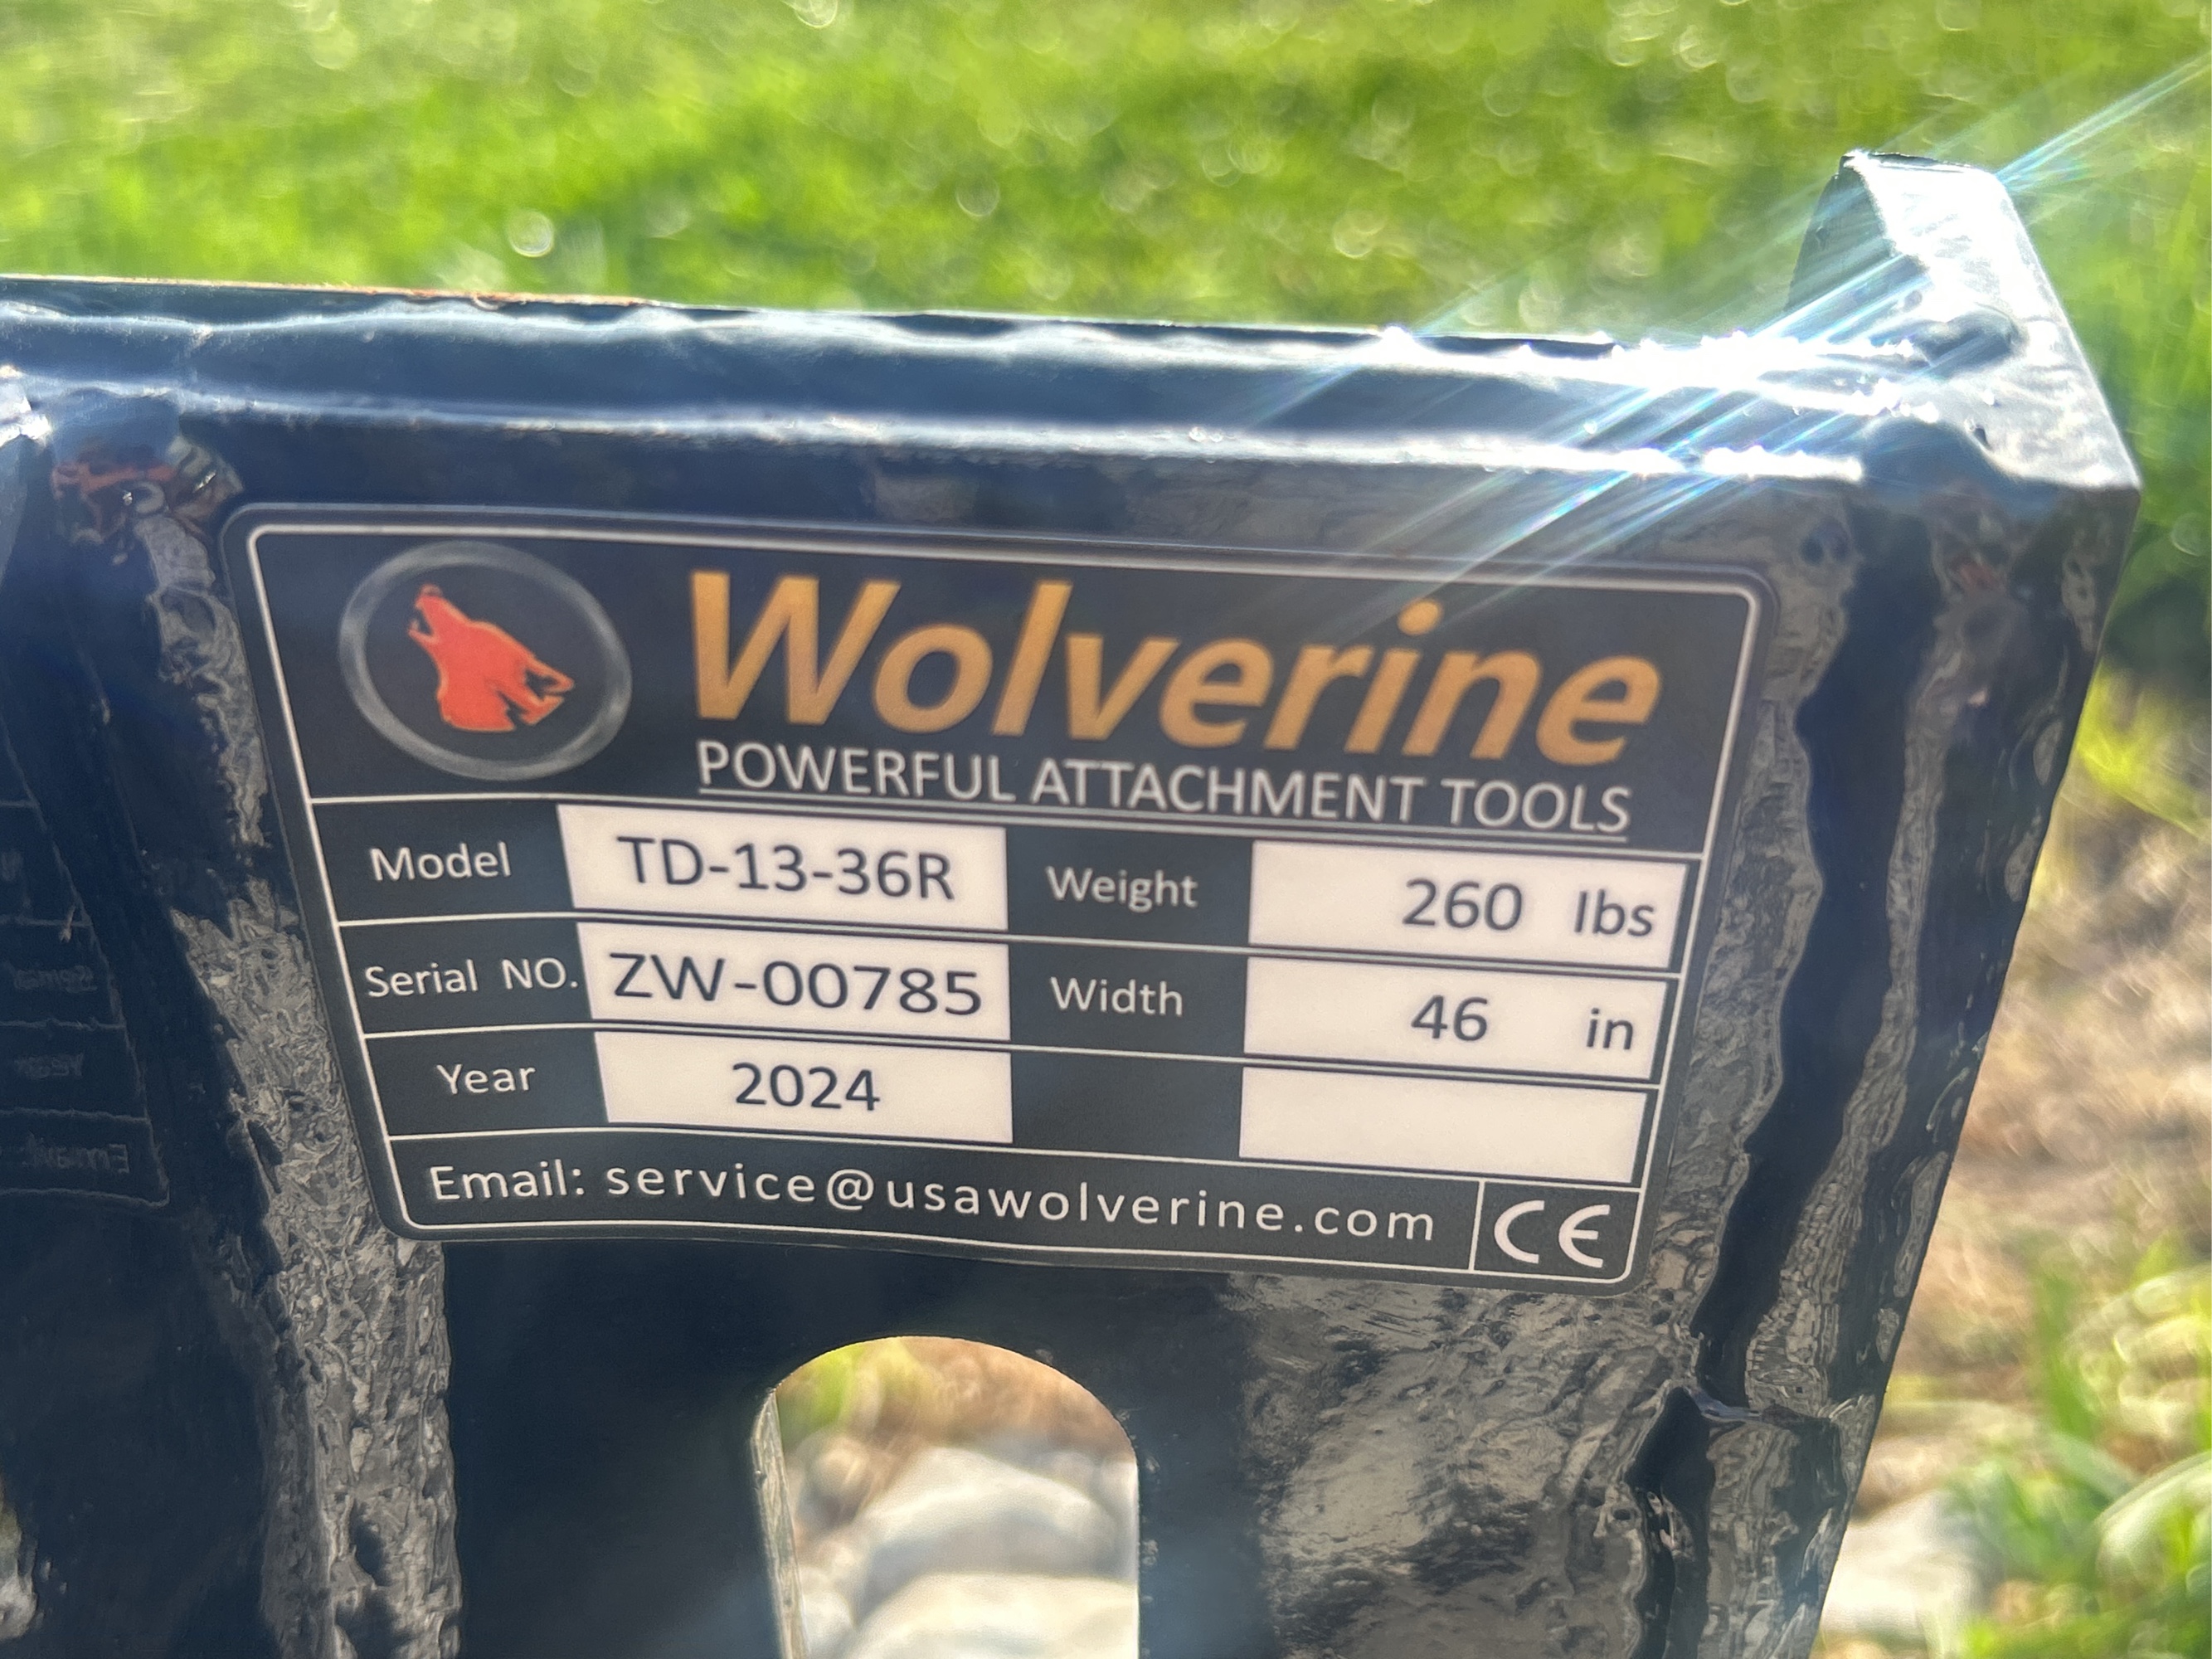 Wolverine
POWERFUL ATTACHMENT TOOLS
Model TD-13-36R Weight 260 lbs
Serial NO. ZW-00785 Width 46 in
Year 2024
Email: service@usawolverine.com CE